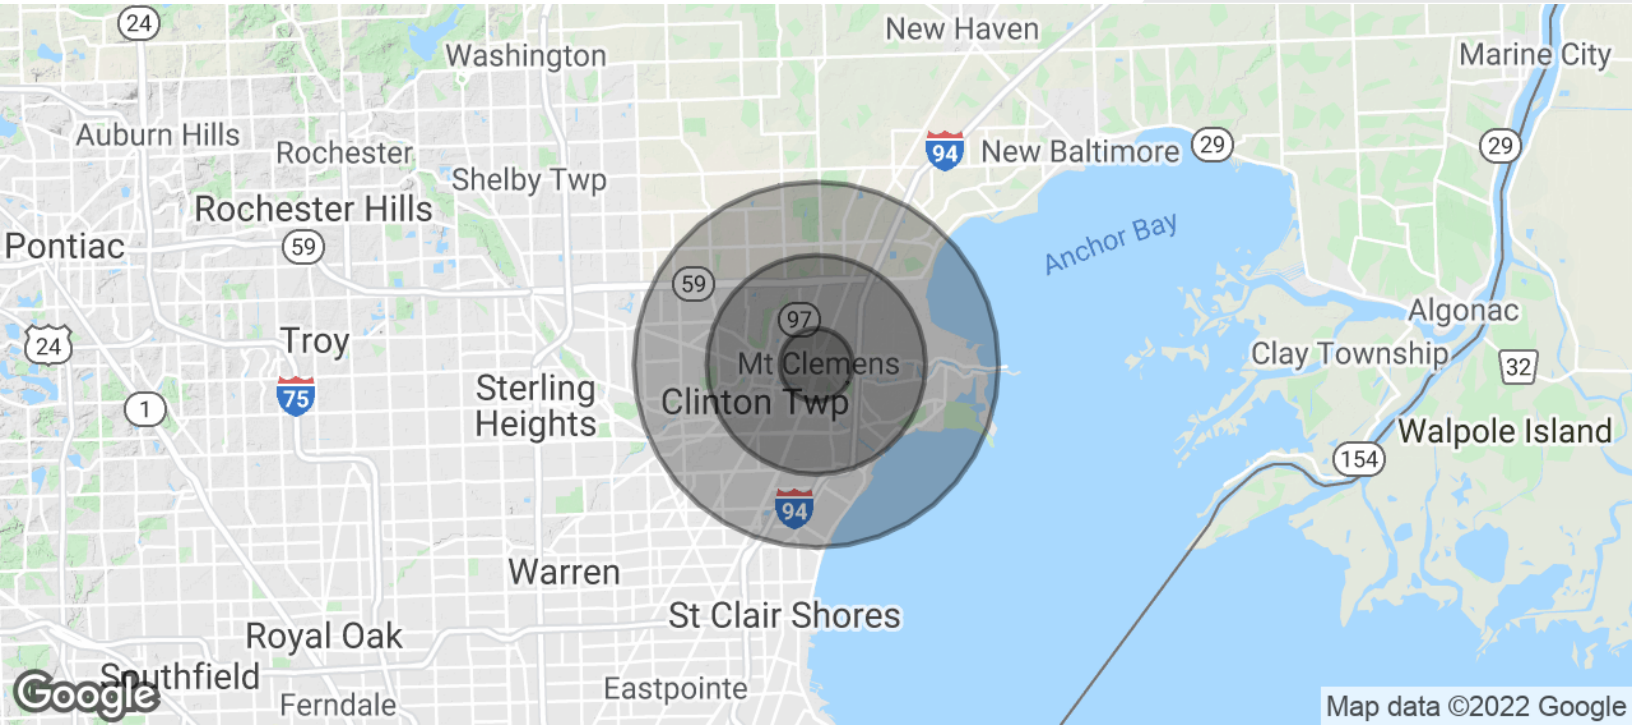 24
New Haven
Washington
Marine City
Auburn Hills
Rochester
94
New Baltimore
29
29
Shelby Twp
Rochester Hills
Pontiac
59
Anchor Bay
59
97
Algonac
24
Troy
Mt Clemens
Clay Township
32
75
Sterling
Heights
Clinton Twp
1
Walpole Island
154
94
Warren
St Clair Shores
Royal Oak
Southfield
Google
Eastpointe
Ferndale
Map data ©2022 Google